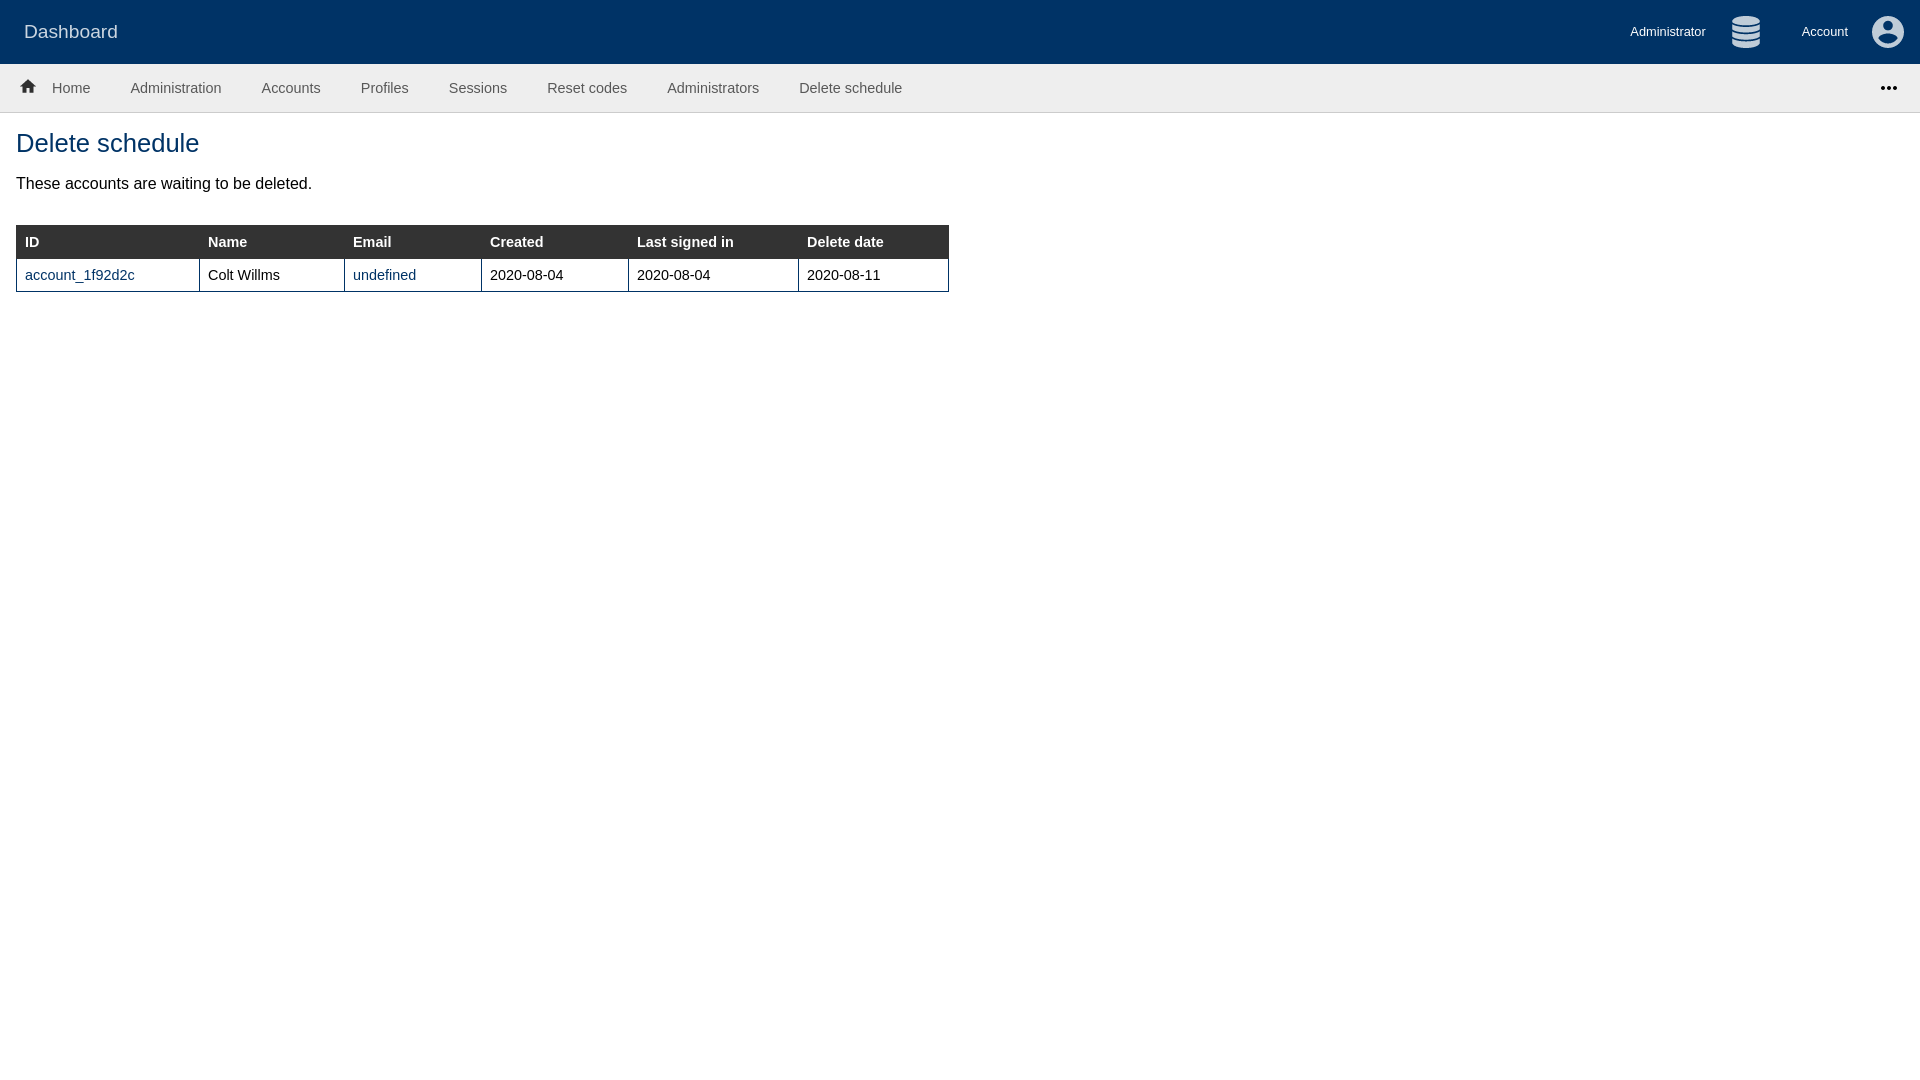 Dashboard
Administrator
Account
Home Administration Accounts Profiles Sessions Reset codes Administrators Delete schedule
Delete schedule
These accounts are waiting to be deleted.
ID Name Email Created Last signed in Delete date
account_1f92d2c Colt Willms undefined 2020-08-04 2020-08-04 2020-08-11